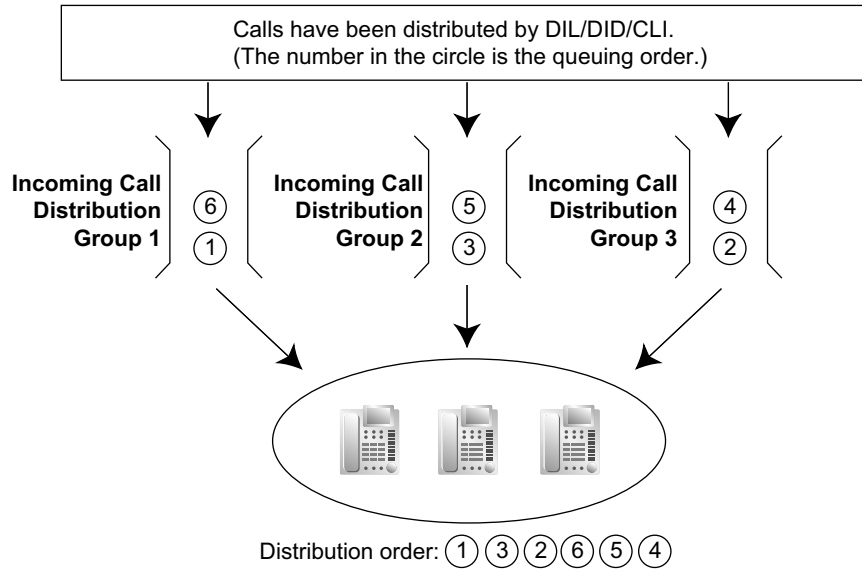 Calls have been distributed by DIL/DID/CLI.
(The number in the circle is the queuing order.)
Incoming Call
Distribution
Group 1
6
1
Incoming Call
Distribution
Group 2
5
3
Incoming Call
Distribution
Group 3
4
2
Distribution order: 1 3 2 6 5 4